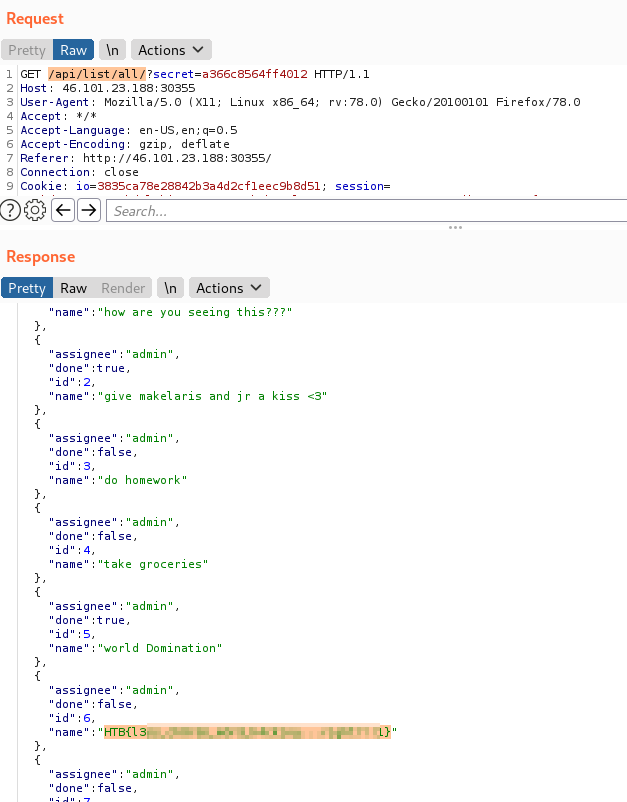 Request
Pretty Raw \n Actions
1 GET /api/list/all/?secret=a366c8564ff4012 HTTP/1.1
2 Host: 46.101.23.188:30355
3 User-Agent: Mozilla/5.0 (X11; Linux x86_64; rv:78.0) Gecko/20100101 Firefox/78.0
4 Accept: */*
5 Accept-Language: en-US,en;q=0.5
6 Accept-Encoding: gzip, deflate
7 Referer: http://46.101.23.188:30355/
8 Connection: close
9 Cookie: io=3835ca78e28842b3a4d2cf1eec9b8d51; session=
Search...
Response
Pretty Raw Render \n Actions
"name":"how are you seeing this???"
},
{
"assignee":"admin",
"done":true,
"id":2,
"name":"give makelaris and jr a kiss <3"
},
{
"assignee":"admin",
"done":false,
"id":3,
"name":"do homework"
},
{
"assignee":"admin",
"done":false,
"id":4,
"name":"take groceries"
},
{
"assignee":"admin",
"done":true,
"id":5,
"name":"world Domination"
},
{
"assignee":"admin",
"done":false,
"id":6,
"name":"HTB{l3
},
{
"assignee":"admin",
"done":false,
"id":7,